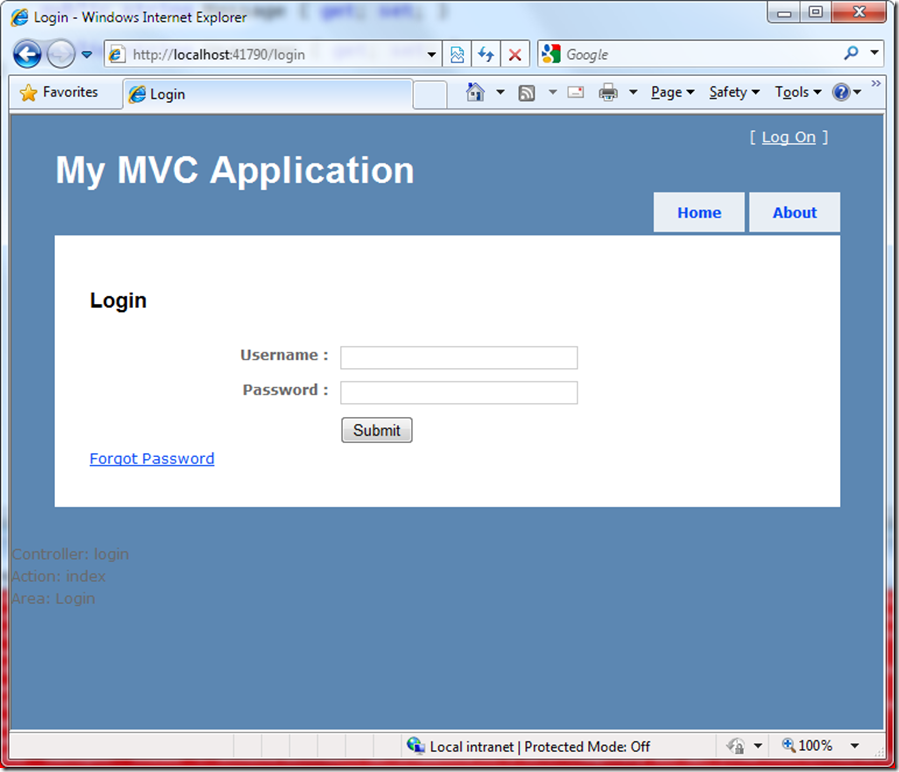 Login - Windows Internet Explorer
http://localhost:41790/login
Google
Favorites
Login
Page
Safety
Tools
[ Log On ]
My MVC Application
Home
About
Login
Username :
Password :
Submit
Forgot Password
Controller: login
Action: index
Area: Login
Local intranet | Protected Mode: Off
100%